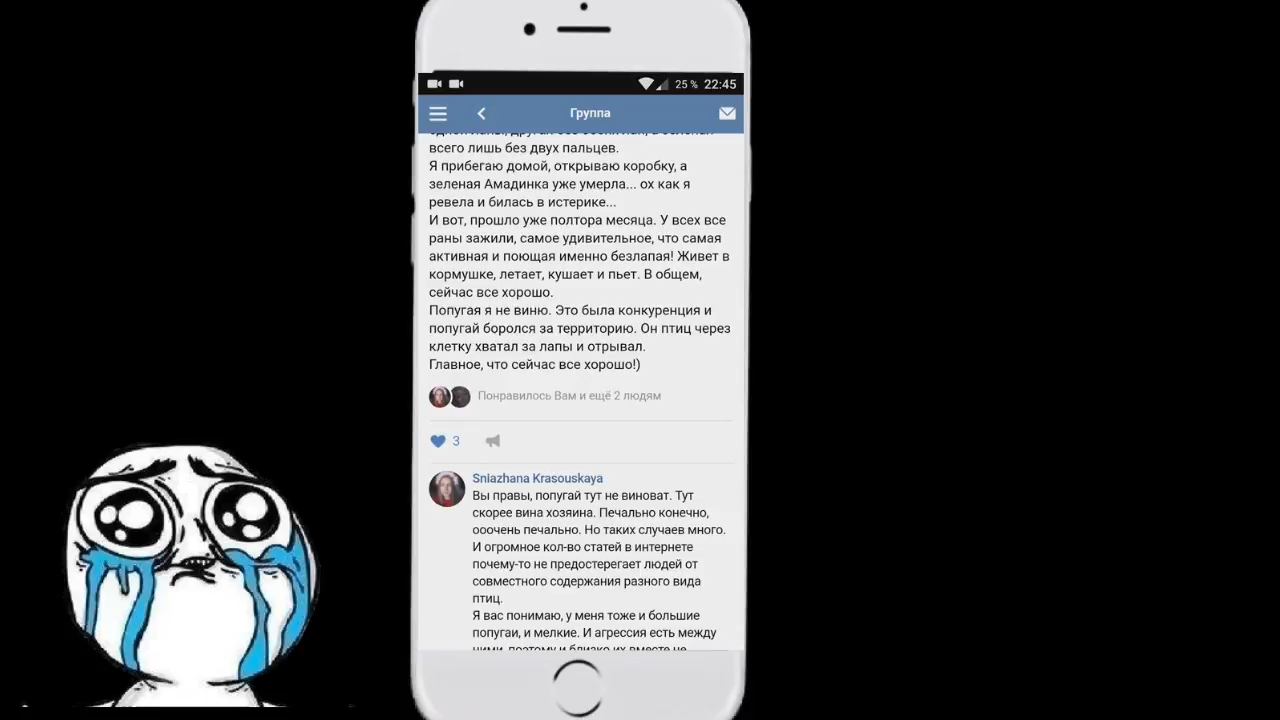 25 % 22:45
Группа
всего лишь без двух пальцев.
Я прибегаю домой, открываю коробку, а
зеленая Амадинка уже умерла... ох как я
ревела и билась в истерике...
И вот, прошло уже полтора месяца. У всех все
раны зажили, самое удивительное, что самая
активная и поющая именно безлапая! Живет в
кормушке, летает, кушает и пьет. В общем,
сейчас все хорошо.
Попугая я не виню. Это была конкуренция и
попугай боролся за территорию. Он птиц через
клетку хватал за лапы и отрывал.
Главное, что сейчас все хорошо!)
Понравилось Вам и ещё 2 людям
3
Sniazhana Krasouskaya
Вы правы, попугай тут не виноват. Тут
скорее вина хозяина. Печально конечно,
ооочень печально. Но таких случаев много.
И огромное кол-во статей в интернете
почему-то не предостерегает людей от
совместного содержания разного вида
птиц.
Я вас понимаю, у меня тоже и большие
попугаи, и мелкие. И агрессия есть между